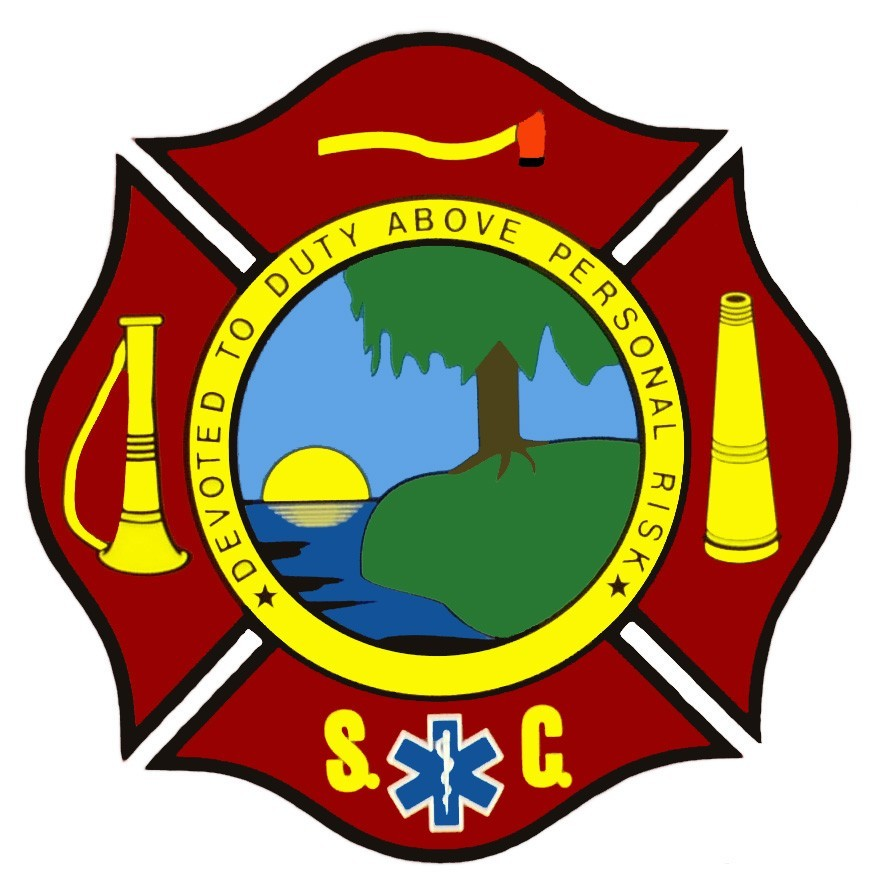 ★ DEVOTED TO DUTY ABOVE PERSONAL RISK ★
S. C.